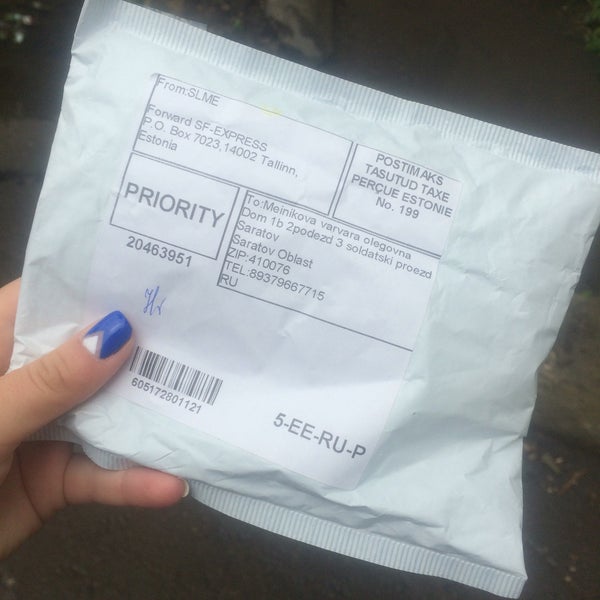 From:SLME
Forward SF-EXPRESS
P.O. Box 7023,14002 Tallinn,
Estonia
POSTIMAKS
TASUTUD TAXE
PERÇUE ESTONIE
No. 199
PRIORITY
20463951
To:Meinikova varvara olegovna
Dom 1b 2podezd 3 soldatski proezd
Saratov
Saratov Oblast
ZIP:410076
TEL:89379667715
RU
605172801121
5-EE-RU-P